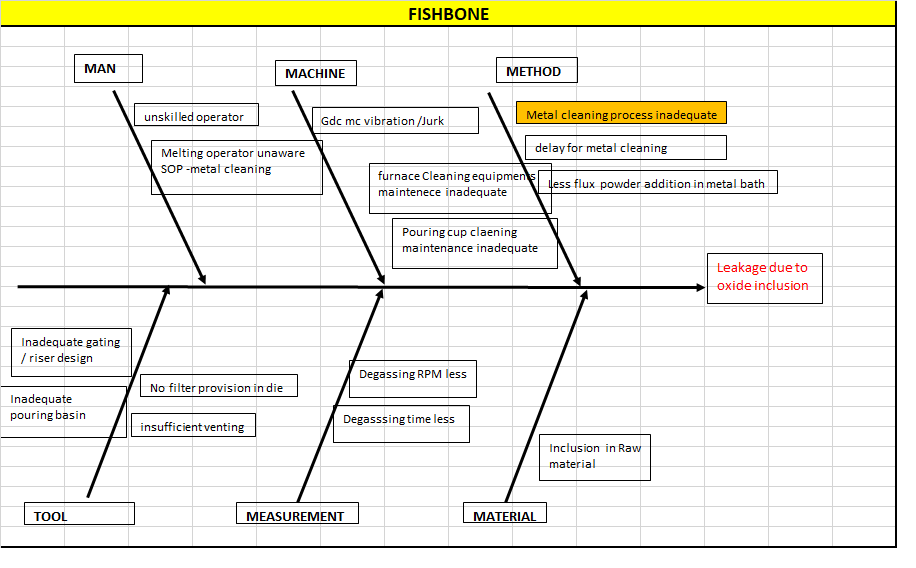 FISHBONE
MAN
MACHINE
METHOD
unskilled operator
Melting operator unaware
SOP -metal cleaning
Gdc mc vibration /Jurk
furnace Cleaning equipments
maintenece inadequate
Pouring cup claening
maintenance inadequate
Metal cleaning process inadequate
delay for metal cleaning
Less flux powder addition in metal bath
Leakage due to
oxide inclusion
Inadequate gating
/ riser design
Inadequate
pouring basin
No filter provision in die
insufficient venting
Degassing RPM less
Degasssing time less
Inclusion in Raw
material
TOOL
MEASUREMENT
MATERIAL